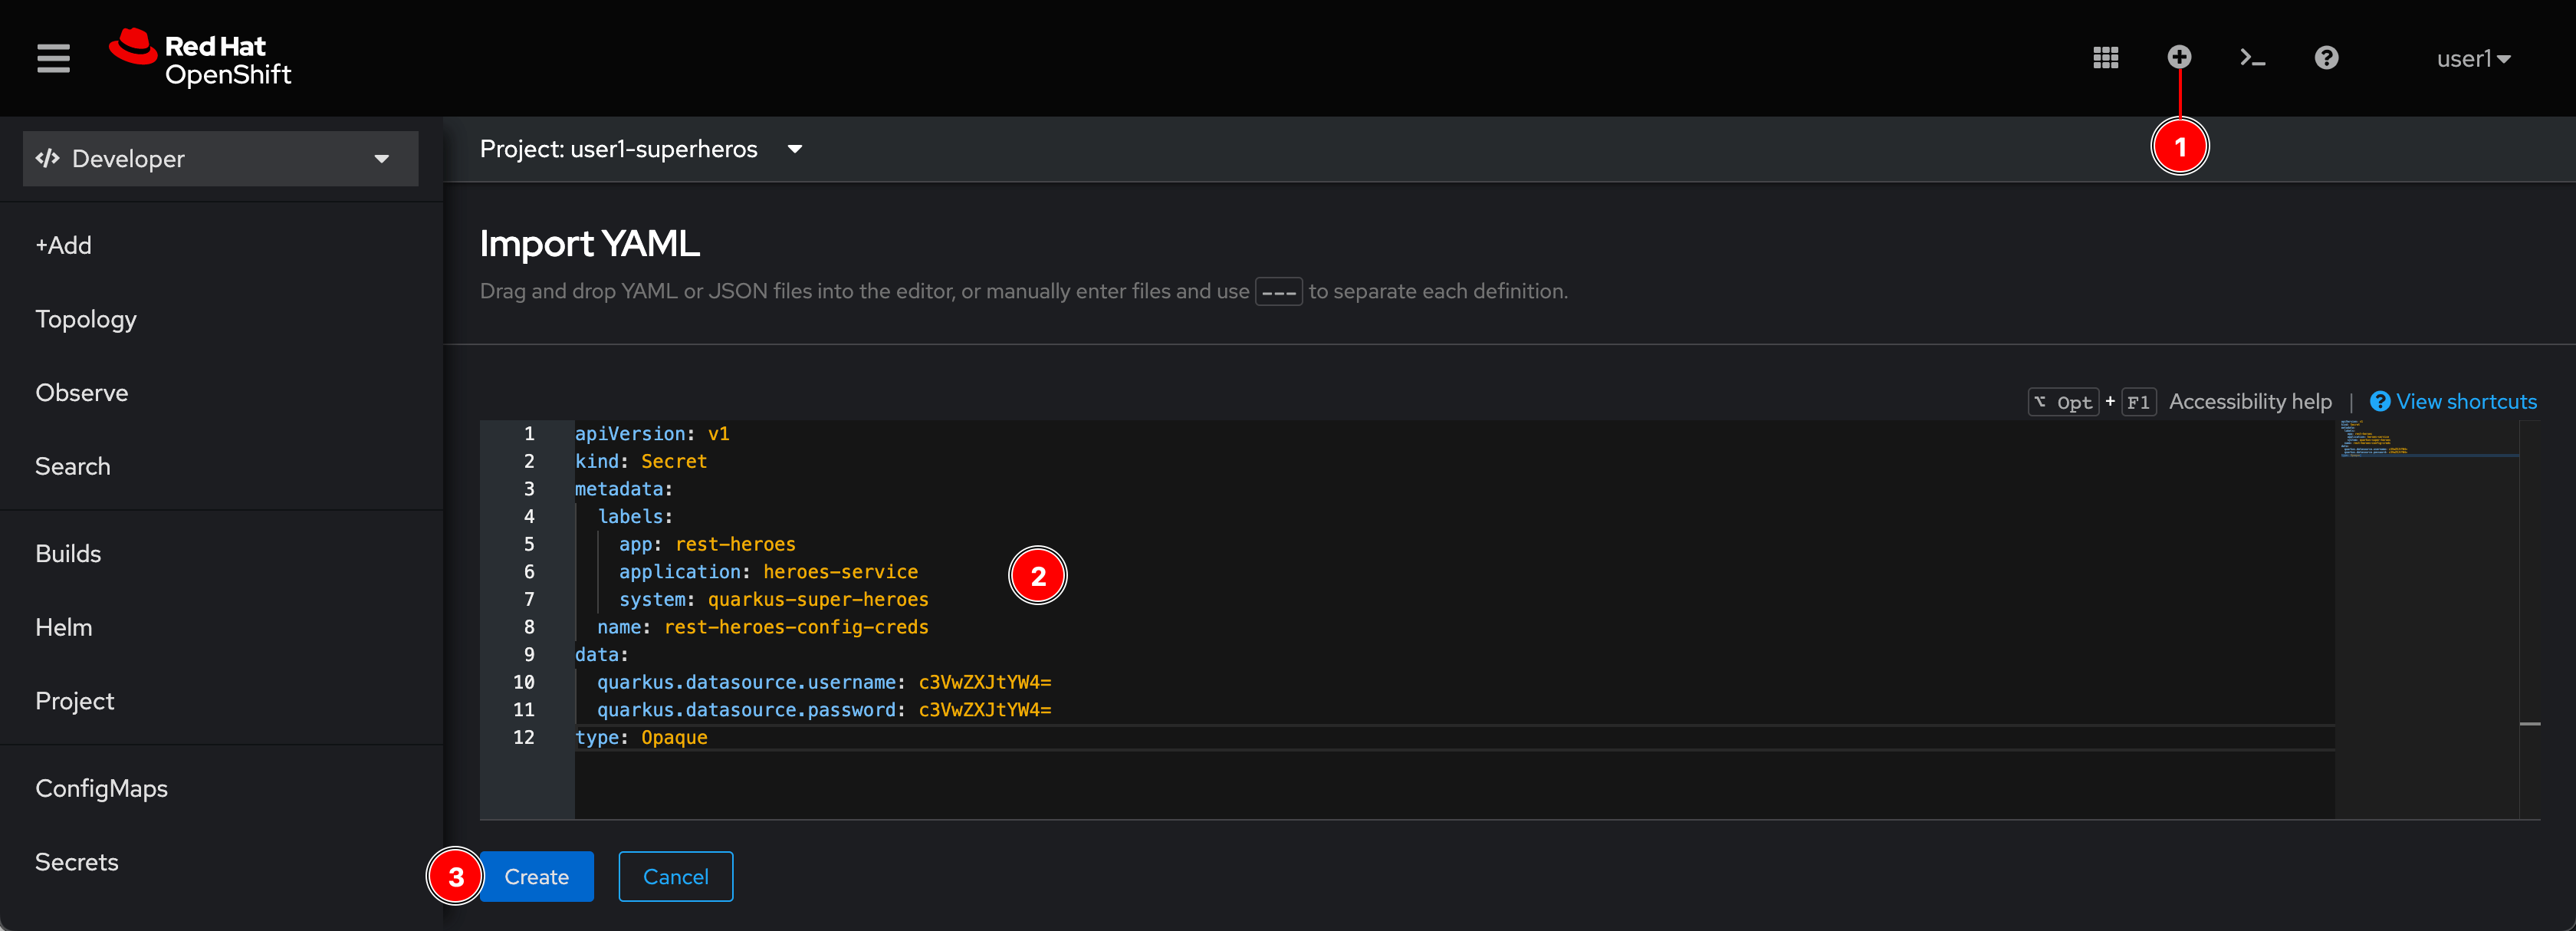 Red Hat
OpenShift
user1
1
Developer
Project: user1-superheros
+Add
Topology
Observe
Search
Builds
Helm
Project
ConfigMaps
Secrets
Import YAML
Drag and drop YAML or JSON files into the editor, or manually enter files and use --- to separate each definition.
⌥ Opt + F1 Accessibility help | View shortcuts
1 apiVersion: v1
2 kind: Secret
3 metadata:
4 labels:
5 app: rest-heroes
6 application: heroes-service
7 system: quarkus-super-heroes
8 name: rest-heroes-config-creds
9 data:
10 quarkus.datasource.username: c3VwZXJtYW4=
11 quarkus.datasource.password: c3VwZXJtYW4=
12 type: Opaque
2
3
Create
Cancel